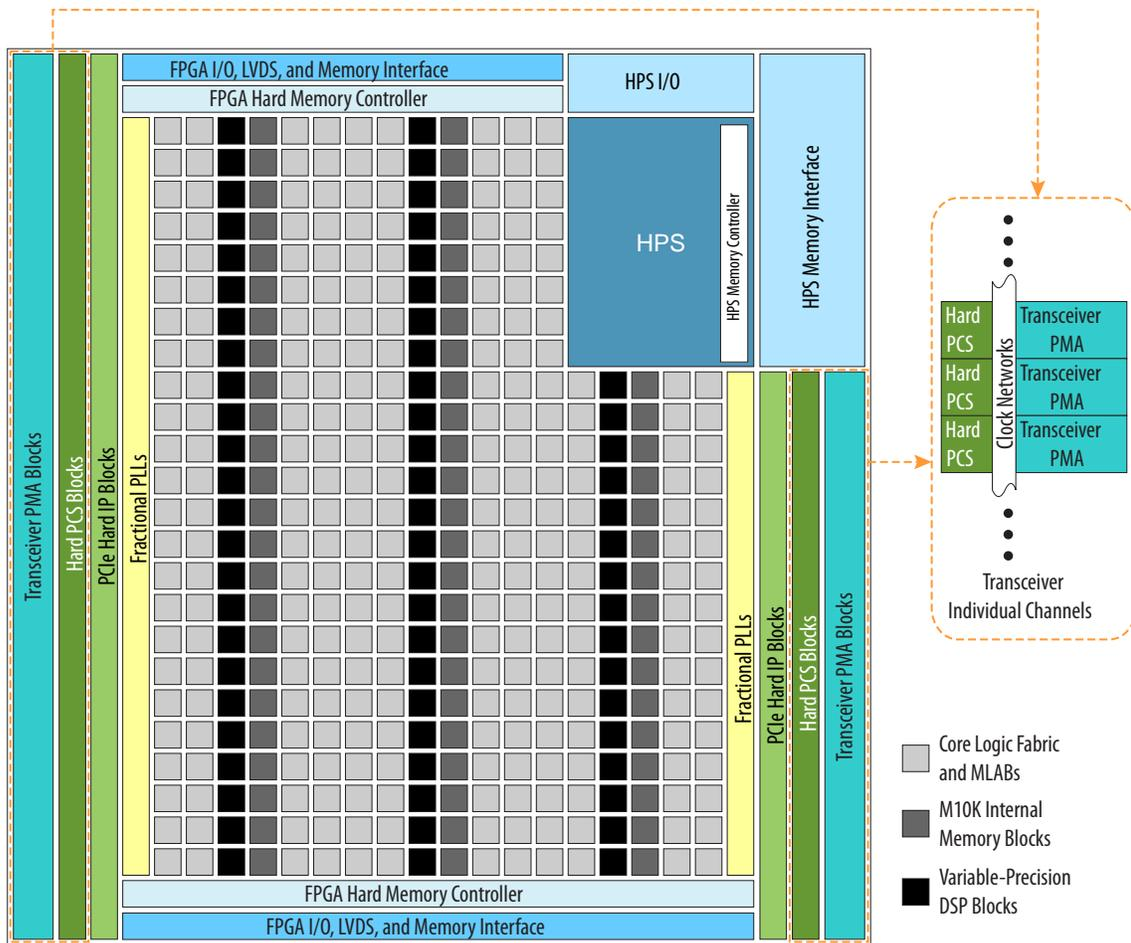 FPGA I/O, LVDS, and Memory Interface
FPGA Hard Memory Controller
HPS I/O
HPS
HPS Memory Controller
HPS Memory Interface
Transceiver PMA Blocks
Hard PCS Blocks
PCIe Hard IP Blocks
Fractional PLLs
Fractional PLLs
PCIe Hard IP Blocks
Hard PCS Blocks
Transceiver PMA Blocks
FPGA Hard Memory Controller
FPGA I/O, LVDS, and Memory Interface
Hard
PCS
Hard
PCS
Hard
PCS
Clock Networks
Transceiver
PMA
Transceiver
PMA
Transceiver
PMA
Transceiver
Individual Channels
Core Logic Fabric
and MLABs
M10K Internal
Memory Blocks
Variable-Precision
DSP Blocks